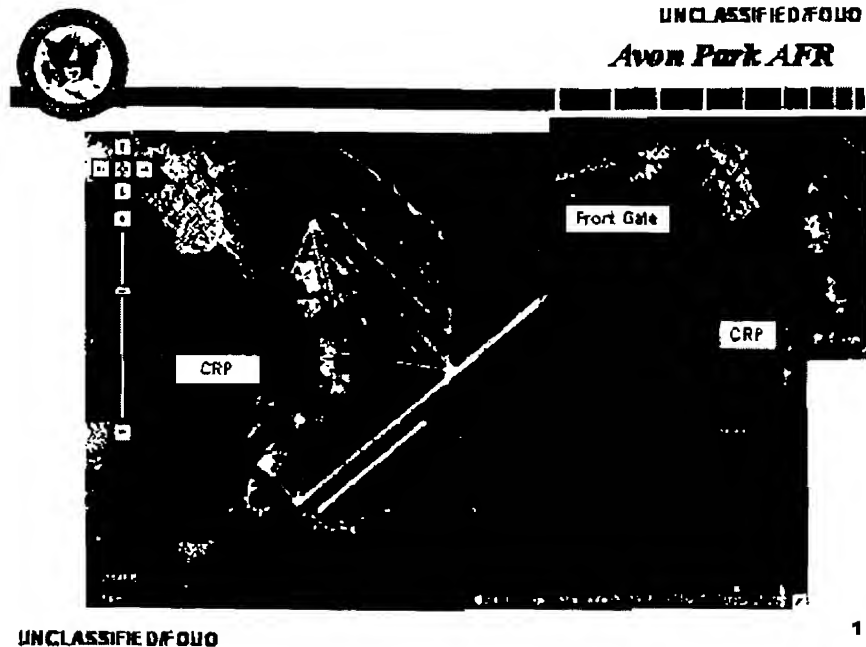 UNCLASSIFIED/FOUO
Avon Park AFR
Front Gate
CRP
CRP
UNCLASSIFIED/FOUO
1